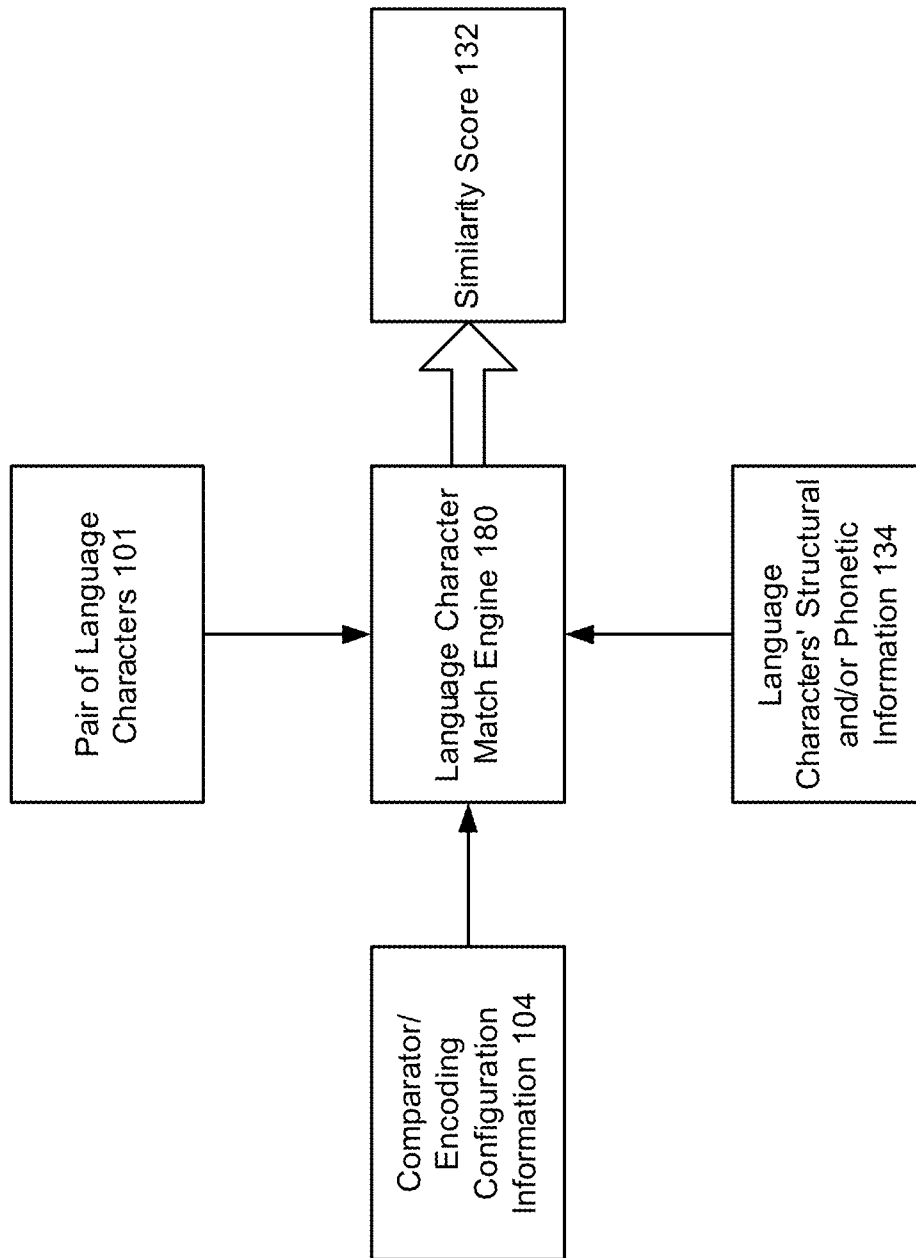 Pair of Language
Characters 101
Comparator/
Encoding
Configuration
Information 104
Language Character
Match Engine 180
Similarity Score 132
Language
Characters' Structural
and/or Phonetic
Information 134